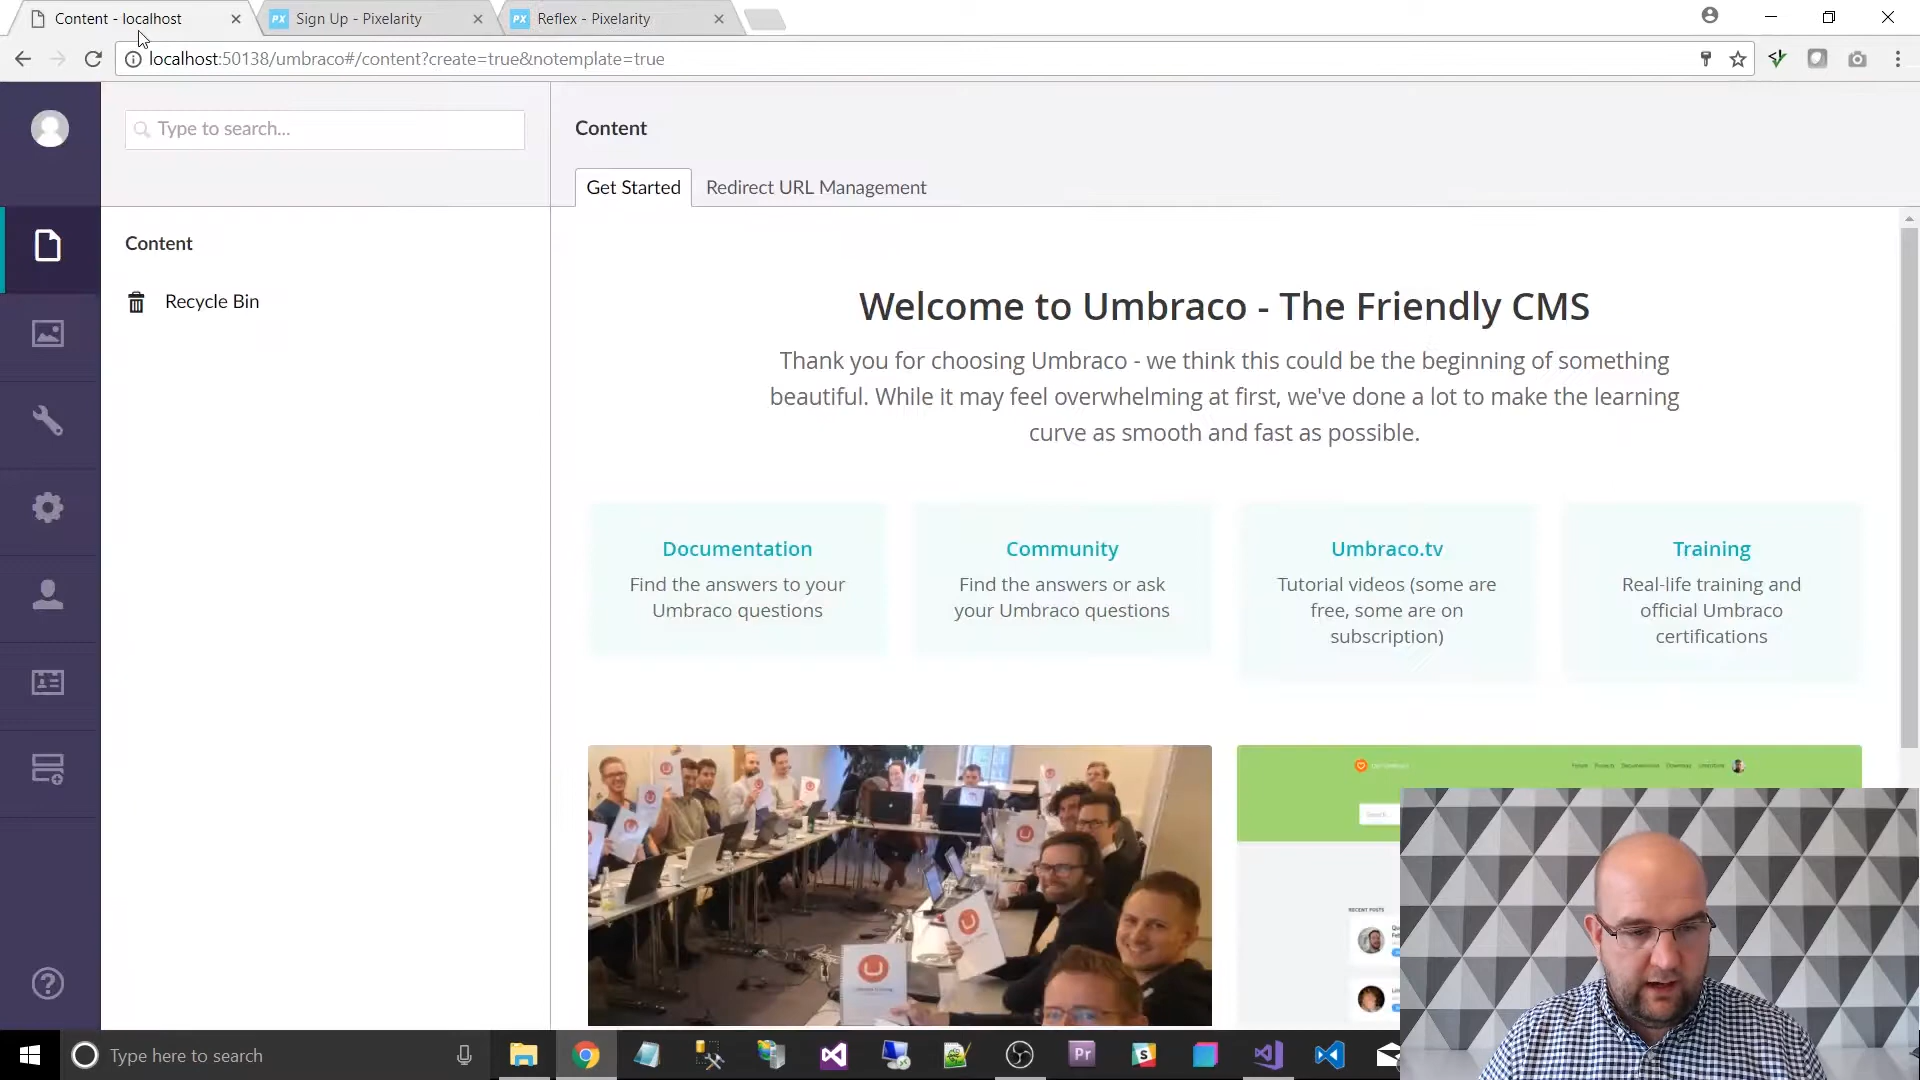 Content - localhost
Sign Up - Pixelarity
Reflex - Pixelarity
localhost:50138/umbraco#/content?create=true&notemplate=true
Type to search...
Content
Get Started
Redirect URL Management
Content
Recycle Bin
Welcome to Umbraco - The Friendly CMS
Thank you for choosing Umbraco - we think this could be the beginning of something
beautiful. While it may feel overwhelming at first, we've done a lot to make the learning
curve as smooth and fast as possible.
Documentation
Find the answers to your
Umbraco questions
Community
Find the answers or ask
your Umbraco questions
Umbraco.tv
Tutorial videos (some are
free, some are on
subscription)
Training
Real-life training and
official Umbraco
certifications
RECENT POSTS
Type here to search